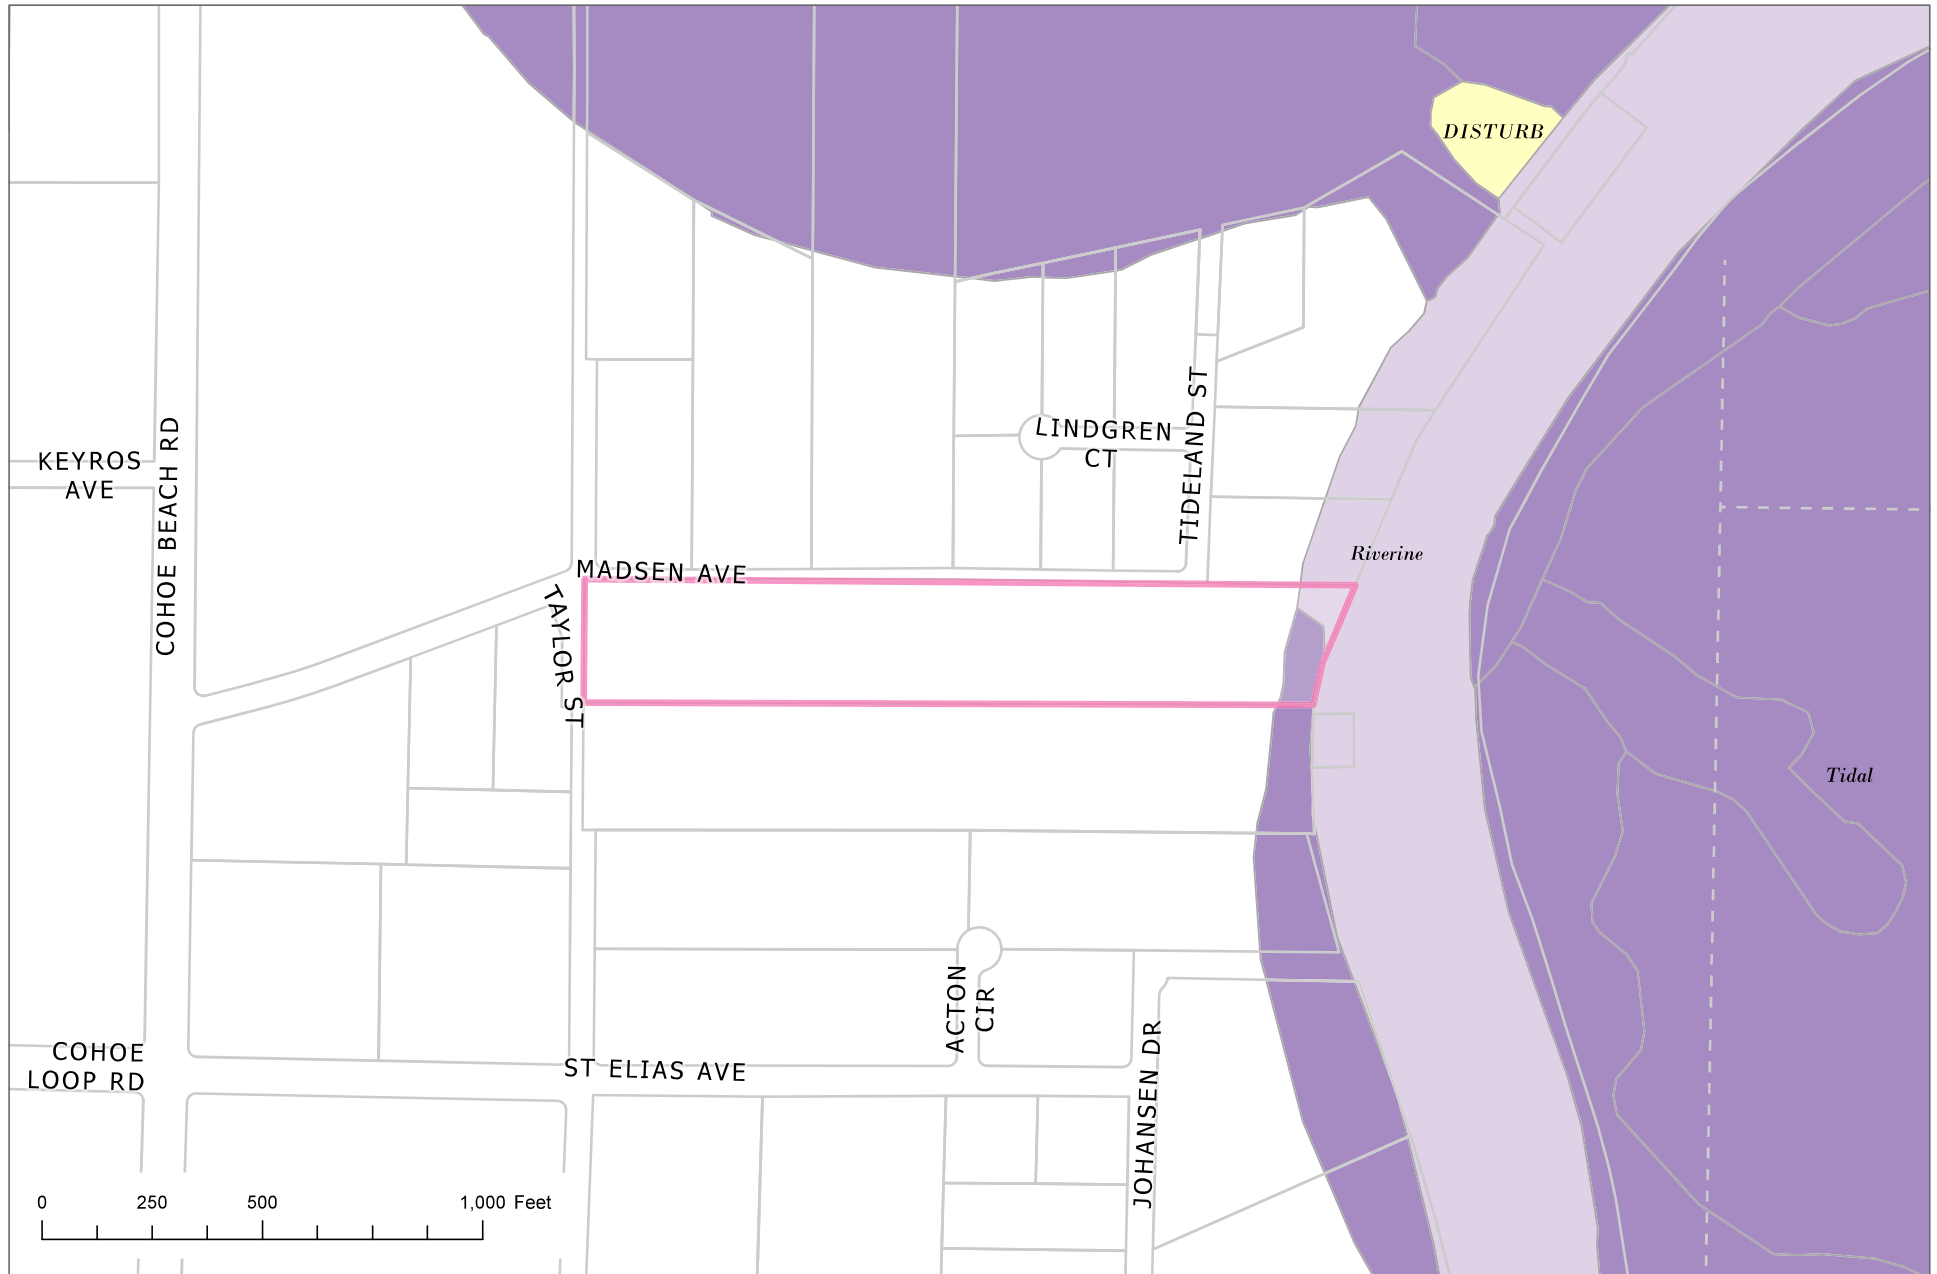 DISTURB
LINDGREN
CT
TIDELAND ST
KEYROS
AVE
COHOE BEACH RD
Riverine
MADSEN AVE
TAYLOR ST
Tidal
ACTON
CIR
COHOE
LOOP RD
ST ELIAS AVE
JOHANSEN DR
0 250 500 1,000 Feet